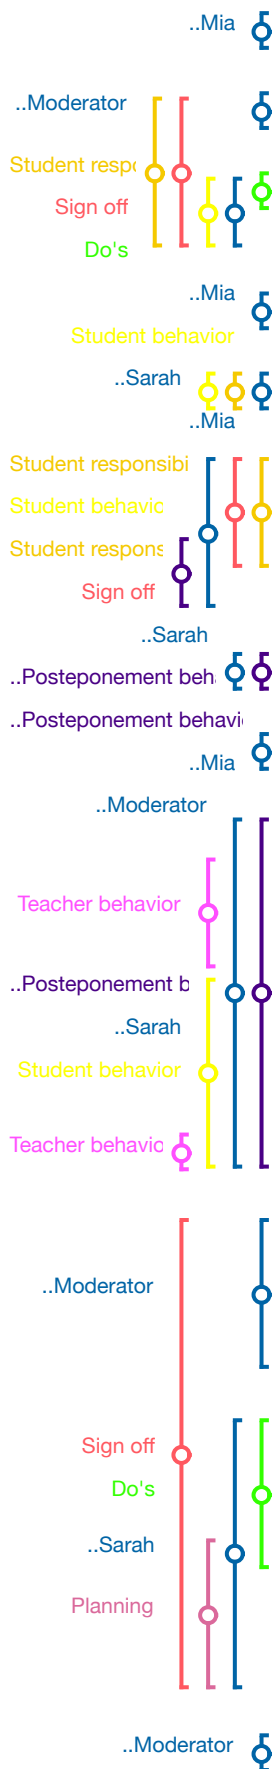 ..Mia
..Moderator
Student respo
Sign off
Do's
..Mia
Student behavior
..Sarah
..Mia
Student responsibi
Student behavio
Student respons
Sign off
..Sarah
..Posteponement beh
..Posteponement behavi
..Mia
..Moderator
Teacher behavior
..Posteponement b
..Sarah
Student behavior
Teacher behavio
..Moderator
Sign off
Do's
..Sarah
Planning
..Moderator